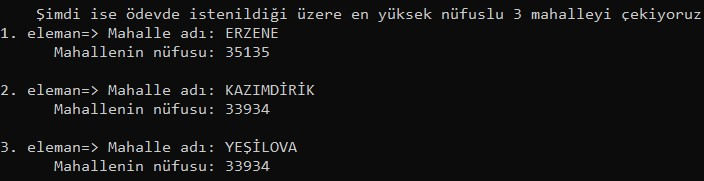 Şimdi ise ödevde istenildiği üzere en yüksek nüfuslu 3 mahalleyi çekiyoruz
1. eleman=> Mahalle adı: ERZENE
Mahallenin nüfusu: 35135
2. eleman=> Mahalle adı: KAZIMDİRİK
Mahallenin nüfusu: 33934
3. eleman=> Mahalle adı: YEŞİLOVA
Mahallenin nüfusu: 33934